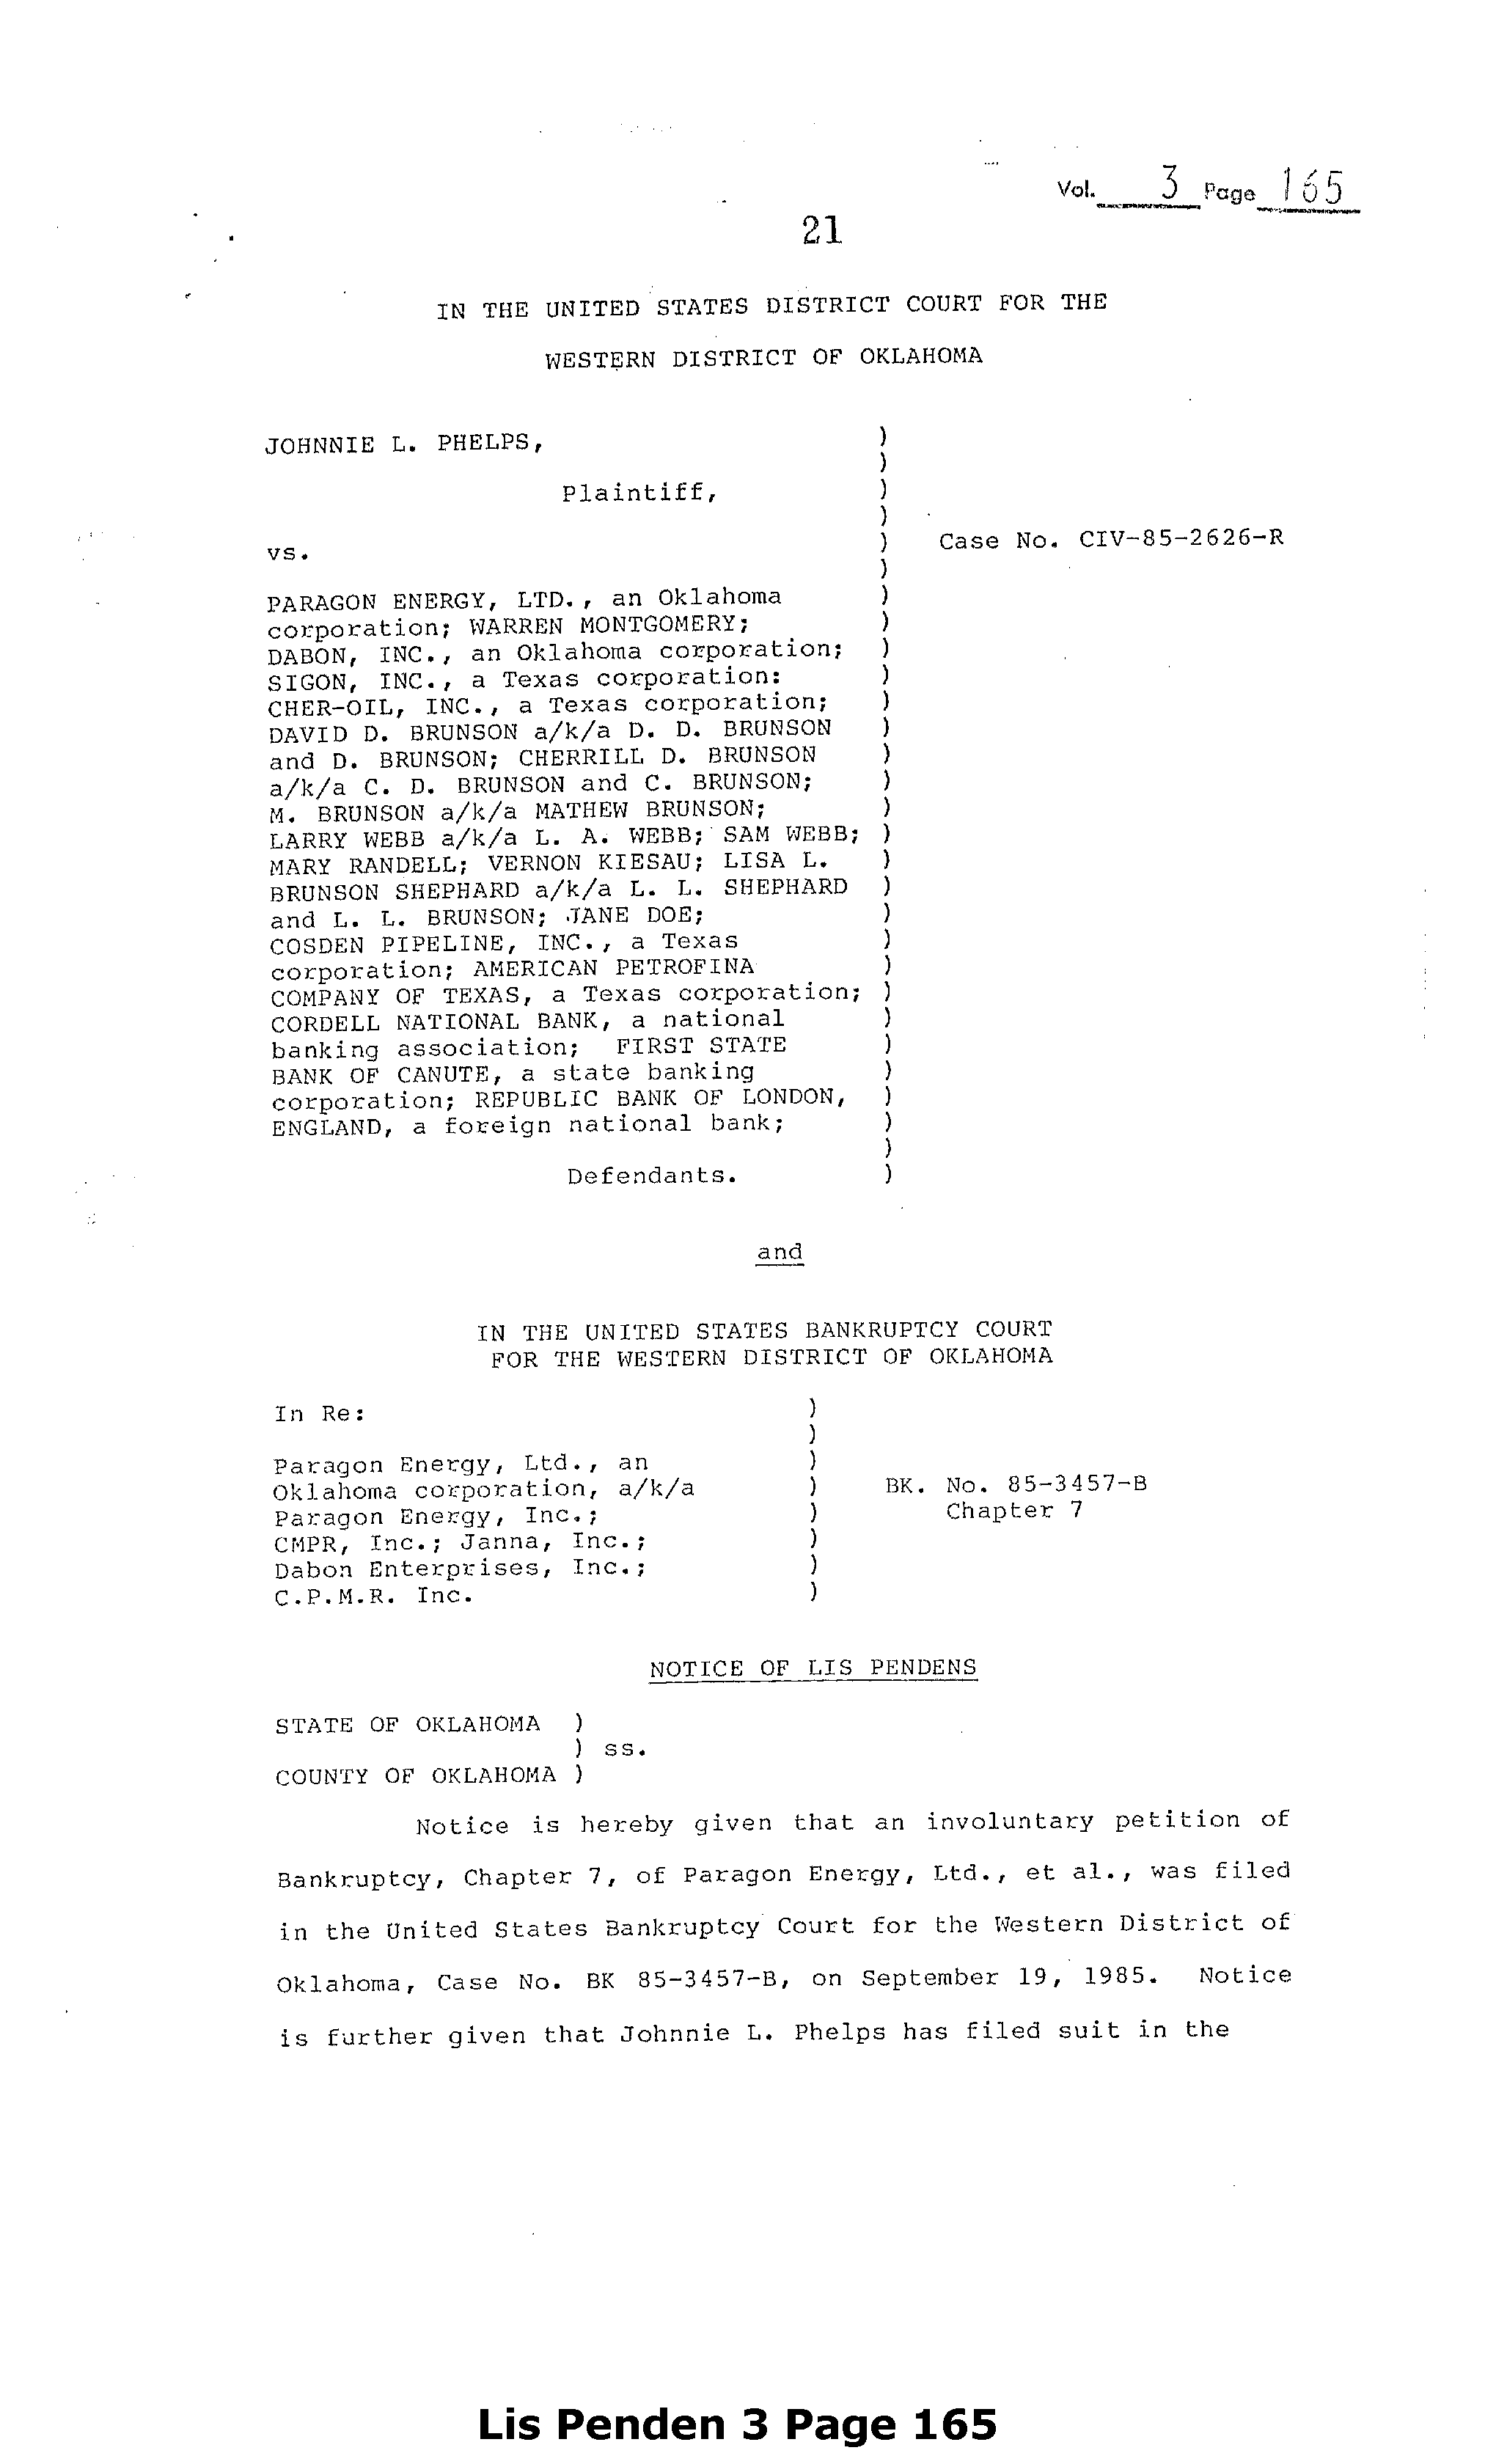 Vol. 3 Page 165
21
IN THE UNITED STATES DISTRICT COURT FOR THE
WESTERN DISTRICT OF OKLAHOMA
JOHNNIE L. PHELPS, )
)
Plaintiff, )
)
vs. ) Case No. CIV-85-2626-R
)
PARAGON ENERGY, LTD., an Oklahoma )
corporation; WARREN MONTGOMERY; )
DABON, INC., an Oklahoma corporation; )
SIGON, INC., a Texas corporation: )
CHER-OIL, INC., a Texas corporation; )
DAVID D. BRUNSON a/k/a D. D. BRUNSON )
and D. BRUNSON; CHERRILL D. BRUNSON )
a/k/a C. D. BRUNSON and C. BRUNSON; )
M. BRUNSON a/k/a MATHEW BRUNSON; )
LARRY WEBB a/k/a L. A. WEBB; SAM WEBB; )
MARY RANDELL; VERNON KIESAU; LISA L. )
BRUNSON SHEPHARD a/k/a L. L. SHEPHARD )
and L. L. BRUNSON; JANE DOE; )
COSDEN PIPELINE, INC., a Texas )
corporation; AMERICAN PETROFINA )
COMPANY OF TEXAS, a Texas corporation; )
CORDELL NATIONAL BANK, a national )
banking association; FIRST STATE )
BANK OF CANUTE, a state banking )
corporation; REPUBLIC BANK OF LONDON, )
ENGLAND, a foreign national bank; )
)
Defendants. )
and
IN THE UNITED STATES BANKRUPTCY COURT
FOR THE WESTERN DISTRICT OF OKLAHOMA
In Re: )
)
Paragon Energy, Ltd., an )
Oklahoma corporation, a/k/a ) BK. No. 85-3457-B
Paragon Energy, Inc.; ) Chapter 7
CMPR, Inc.; Janna, Inc.; )
Dabon Enterprises, Inc.; )
C.P.M.R. Inc. )
NOTICE OF LIS PENDENS
STATE OF OKLAHOMA )
) ss.
COUNTY OF OKLAHOMA )
Notice is hereby given that an involuntary petition of
Bankruptcy, Chapter 7, of Paragon Energy, Ltd., et al., was filed
in the United States Bankruptcy Court for the Western District of
Oklahoma, Case No. BK 85-3457-B, on September 19, 1985. Notice
is further given that Johnnie L. Phelps has filed suit in the
Lis Penden 3 Page 165